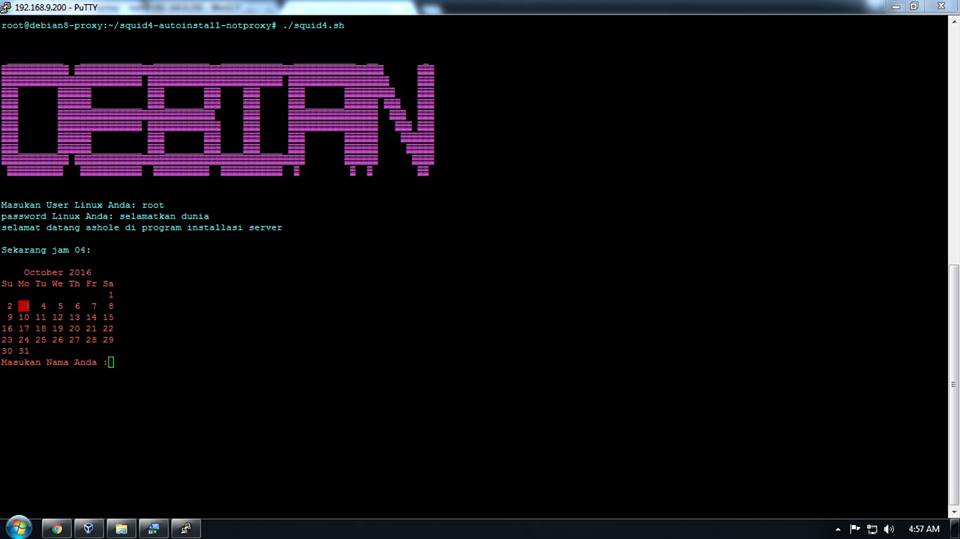 192.168.9.200 - PuTTY
root@debian8-proxy:~/squid4-autoinstall-notproxy# ./squid4.sh
DEBIAN
Masukan User Linux Anda: root
password Linux Anda: selamatkan dunia
selamat datang ashole di program installasi server
Sekarang jam 04:
October 2016
Su Mo Tu We Th Fr Sa
1
2 3 4 5 6 7 8
9 10 11 12 13 14 15
16 17 18 19 20 21 22
23 24 25 26 27 28 29
30 31
Masukan Nama Anda :
4:57 AM